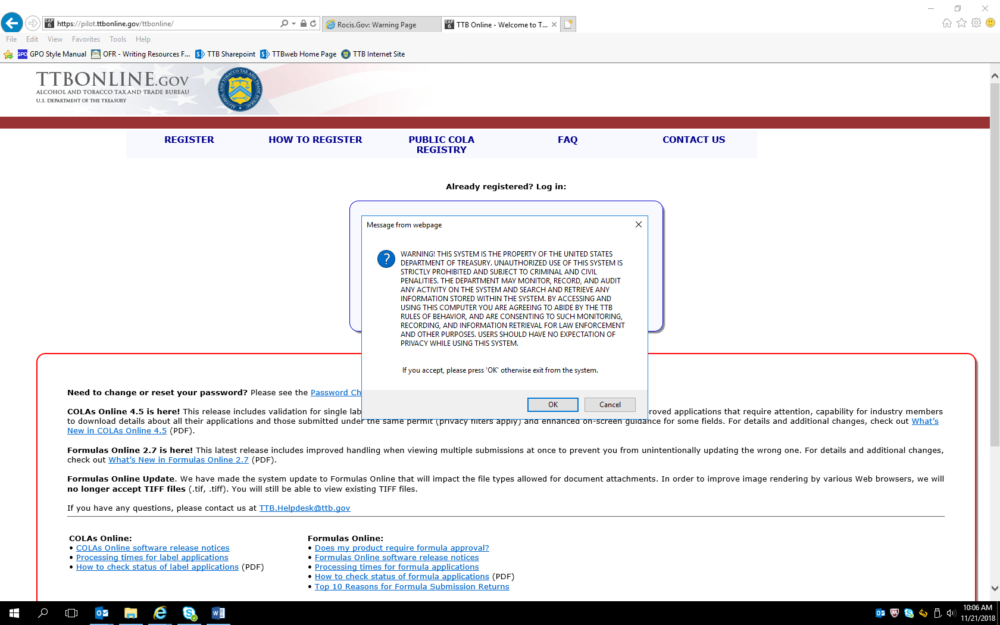 https://pilot.ttbonline.gov/ttbonline/
Rocis.Gov: Warning Page
TTB Online - Welcome to T...
File Edit View Favorites Tools Help
GPO Style Manual OFR - Writing Resources F... TTB Sharepoint TTBweb Home Page TTB Internet Site
TTBONLINE.GOV
ALCOHOL AND TOBACCO TAX AND TRADE BUREAU
U.S. DEPARTMENT OF THE TREASURY
REGISTER HOW TO REGISTER PUBLIC COLA REGISTRY FAQ CONTACT US
Already registered? Log in:
Message from webpage
WARNING! THIS SYSTEM IS THE PROPERTY OF THE UNITED STATES
DEPARTMENT OF TREASURY. UNAUTHORIZED USE OF THIS SYSTEM IS
STRICTLY PROHIBITED AND SUBJECT TO CRIMINAL AND CIVIL
PENALITIES. THE DEPARTMENT MAY MONITOR, RECORD, AND AUDIT
ANY ACTIVITY ON THE SYSTEM AND SEARCH AND RETRIEVE ANY
INFORMATION STORED WITHIN THE SYSTEM. BY ACCESSING AND
USING THIS COMPUTER YOU ARE AGREEING TO ABIDE BY THE TTB
RULES OF BEHAVIOR, AND ARE CONSENTING TO SUCH MONITORING,
RECORDING, AND INFORMATION RETRIEVAL FOR LAW ENFORCEMENT
AND OTHER PURPOSES. USERS SHOULD HAVE NO EXPECTATION OF
PRIVACY WHILE USING THIS SYSTEM.
If you accept, please press 'OK' otherwise exit from the system.
OK Cancel
Need to change or reset your password? Please see the Password Ch
COLAs Online 4.5 is here! This release includes validation for single lab roved applications that require attention, capability for industry members
to download details about all their applications and those submitted under the same permit (privacy filters apply) and enhanced on-screen guidance for some fields. For details and additional changes, check out What's
New in COLAs Online 4.5 (PDF).
Formulas Online 2.7 is here! This latest release includes improved handling when viewing multiple submissions at once to prevent you from unintentionally updating the wrong one. For details and additional changes,
check out What's New in Formulas Online 2.7 (PDF).
Formulas Online Update. We have made the system update to Formulas Online that will impact the file types allowed for document attachments. In order to improve image rendering by various Web browsers, we will
no longer accept TIFF files (.tif, .tiff). You will still be able to view existing TIFF files.
If you have any questions, please contact us at TTB.Helpdesk@ttb.gov
COLAs Online:
• COLAs Online software release notices
• Processing times for label applications
• How to check status of label applications (PDF)
Formulas Online:
• Does my product require formula approval?
• Formulas Online software release notices
• Processing times for formula applications
• How to check status of formula applications (PDF)
• Top 10 Reasons for Formula Submission Returns
10:06 AM
11/21/2018